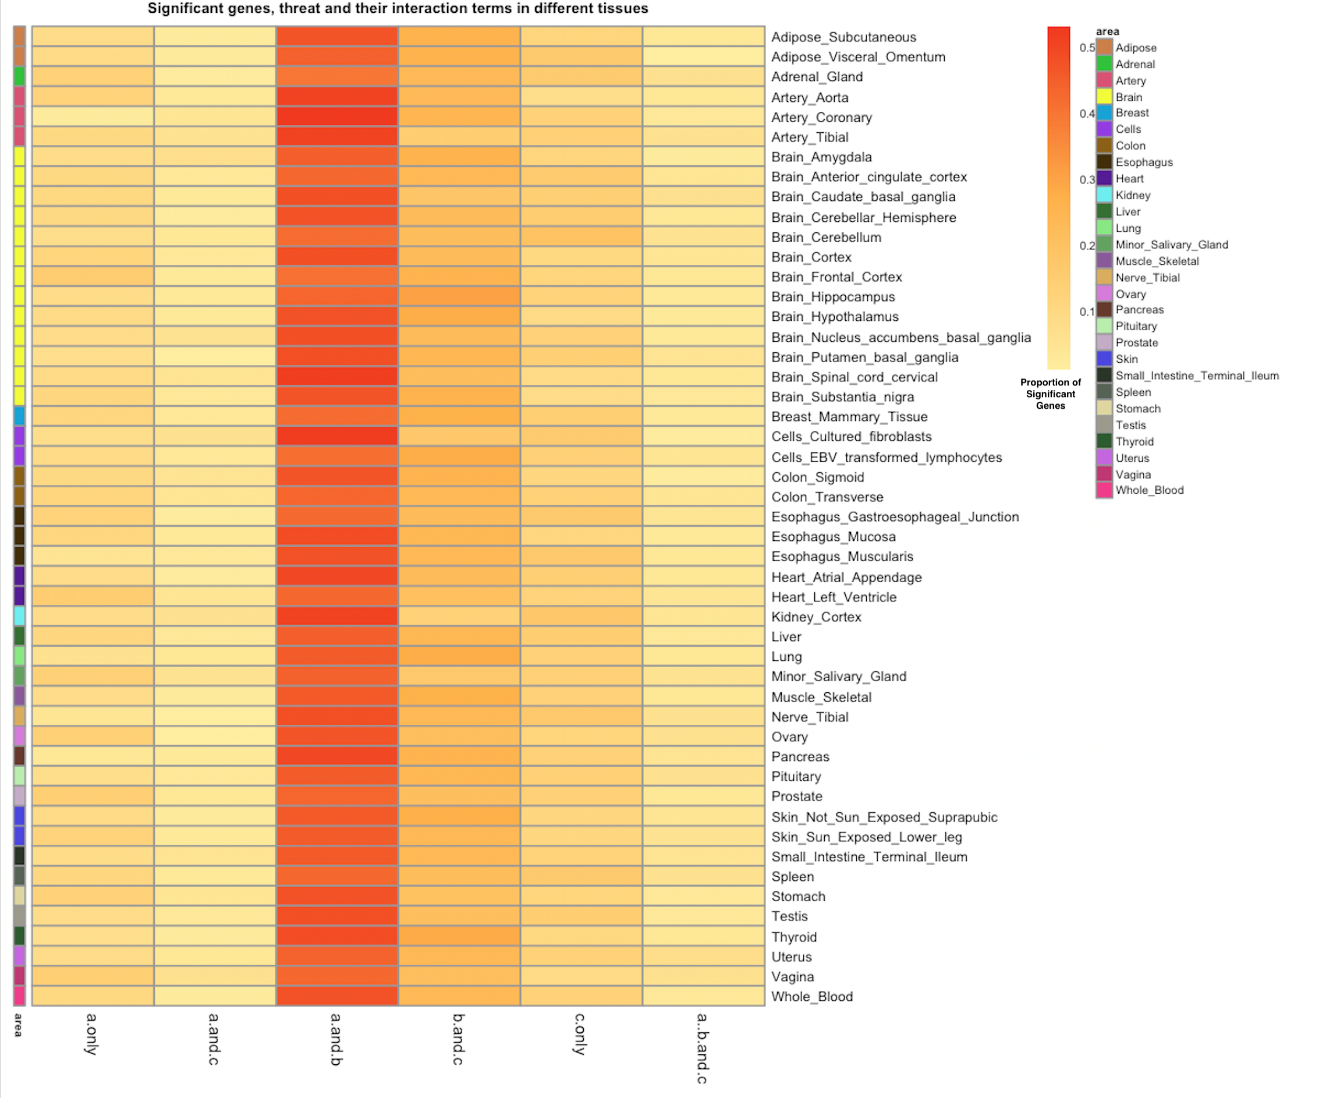 Significant genes, threat and their interaction terms in different tissues
Adipose_Subcutaneous
Adipose_Visceral_Omentum
Adrenal_Gland
Artery_Aorta
Artery_Coronary
Artery_Tibial
Brain_Amygdala
Brain_Anterior_cingulate_cortex
Brain_Caudate_basal_ganglia
Brain_Cerebellar_Hemisphere
Brain_Cerebellum
Brain_Cortex
Brain_Frontal_Cortex
Brain_Hippocampus
Brain_Hypothalamus
Brain_Nucleus_accumbens_basal_ganglia
Brain_Putamen_basal_ganglia
Brain_Spinal_cord_cervical
Brain_Substantia_nigra
Breast_Mammary_Tissue
Cells_Cultured_fibroblasts
Cells_EBV_transformed_lymphocytes
Colon_Sigmoid
Colon_Transverse
Esophagus_Gastroesophageal_Junction
Esophagus_Mucosa
Esophagus_Muscularis
Heart_Atrial_Appendage
Heart_Left_Ventricle
Kidney_Cortex
Liver
Lung
Minor_Salivary_Gland
Muscle_Skeletal
Nerve_Tibial
Ovary
Pancreas
Pituitary
Prostate
Skin_Not_Sun_Exposed_Suprapubic
Skin_Sun_Exposed_Lower_leg
Small_Intestine_Terminal_Ileum
Spleen
Stomach
Testis
Thyroid
Uterus
Vagina
Whole_Blood
area
a.only
a.and.c
a.and.b
b.and.c
c.only
a..b.and.c
0.5
0.4
0.3
0.2
0.1
Proportion of
Significant
Genes
area
Adipose
Adrenal
Artery
Brain
Breast
Cells
Colon
Esophagus
Heart
Kidney
Liver
Lung
Minor_Salivary_Gland
Muscle_Skeletal
Nerve_Tibial
Ovary
Pancreas
Pituitary
Prostate
Skin
Small_Intestine_Terminal_Ileum
Spleen
Stomach
Testis
Thyroid
Uterus
Vagina
Whole_Blood